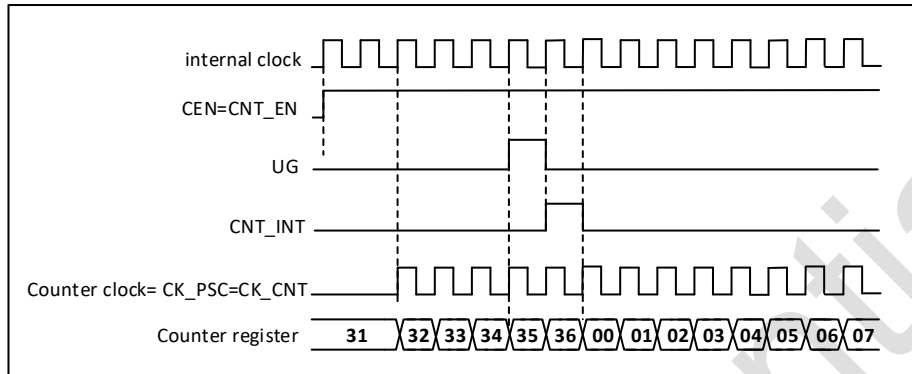 internal clock
CEN=CNT_EN
UG
CNT_INT
Counter clock= CK_PSC=CK_CNT
Counter register 31 32 33 34 35 36 00 01 02 03 04 05 06 07